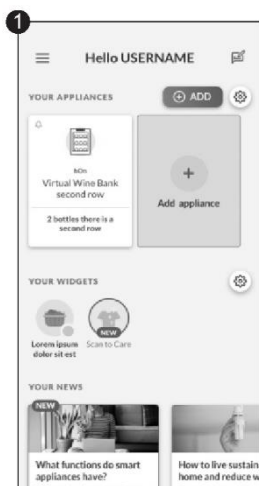 1
Hello USERNAME
YOUR APPLIANCES
ADD
hOn
Virtual Wine Bank
second row
2 bottles there is a
second row
Add appliance
YOUR WIDGETS
NEW
Lorem ipsum
dolor sit est
Scan to Care
YOUR NEWS
NEW
What functions do smart
appliances have?
How to live sustain
home and reduce w